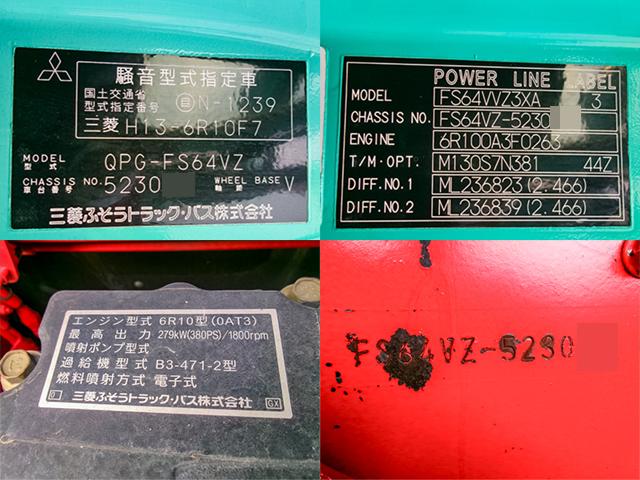 騒音型式指定車
国土交通省
型式指定番号 自N-1239
三菱 H13-6R10F7
MODEL
型式 QPG-FS64VZ
CHASSIS NO.
車台番号 5230 WHEEL BASE
軸距 V
三菱ふそうトラック・バス株式会社
POWER LINE LABEL
MODEL FS64VVZ3XA 3
CHASSIS NO. FS64VZ-5230
ENGINE 6R100A3F0263
T/M.OPT. M130S7N381 44Z
DIFF.NO.1 ML236823(2.466)
DIFF.NO.2 ML236839(2.466)
エンジン型式 6R10型(0AT3)
最高出力 279kW(380PS)/1800rpm
噴射ポンプ型式
過給機型式 B3-471-2型
燃料噴射方式 電子式
三菱ふそうトラック・バス株式会社 GX
FS64VZ-5230